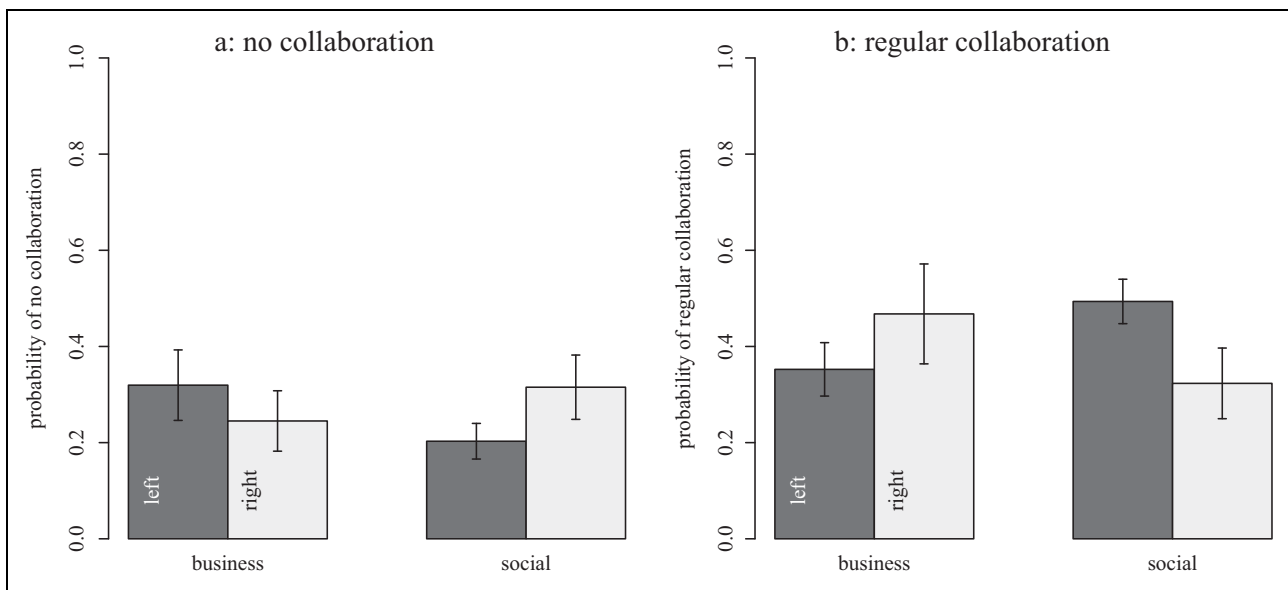 a: no collaboration
probability of no collaboration
1.0
0.8
0.6
0.4
0.2
0.0
left
right
business
social
b: regular collaboration
probability of regular collaboration
1.0
0.8
0.6
0.4
0.2
0.0
left
right
business
social